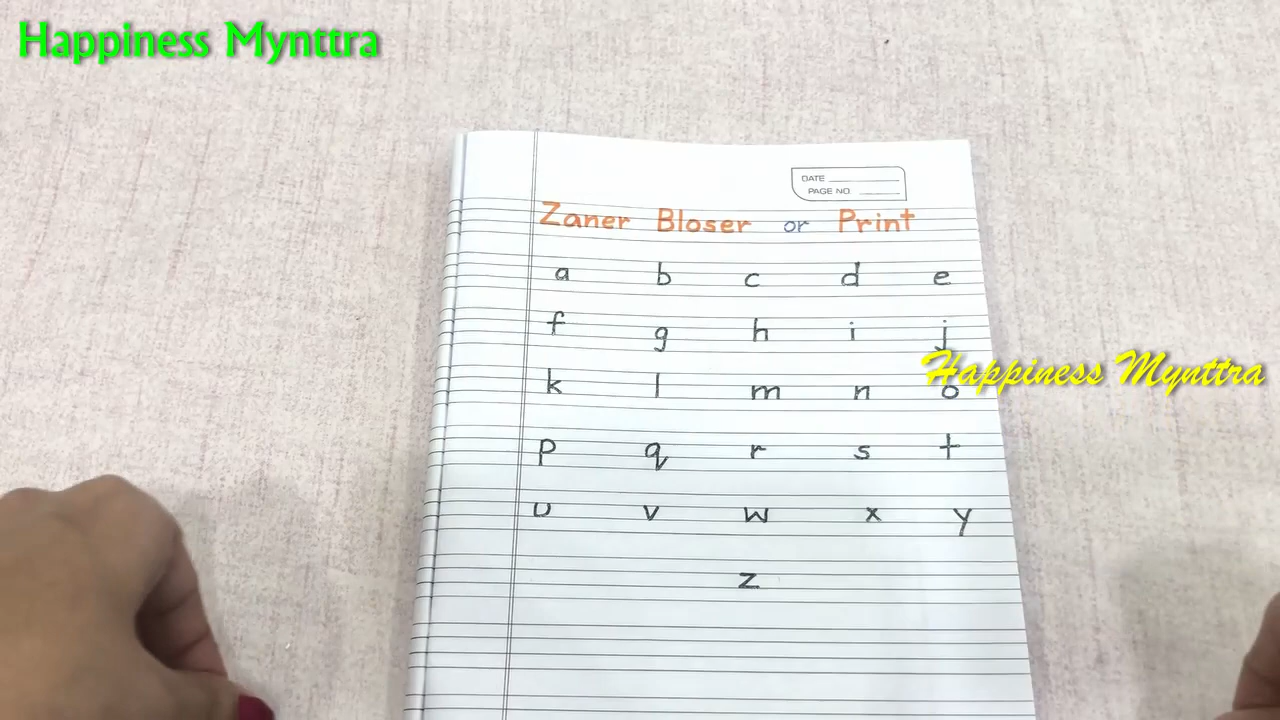 Happiness Mynttra
DATE
PAGE NO.
Zaner Bloser or Print
a b c d e
f g h i j
Happiness Mynttra
k l m n o
p q r s t
u v w x y
z